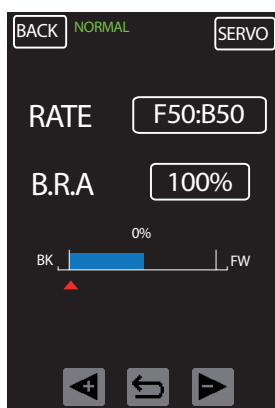 BACK NORMAL SERVO
RATE F50:B50
B.R.A 100%
0%
BK FW
+ -